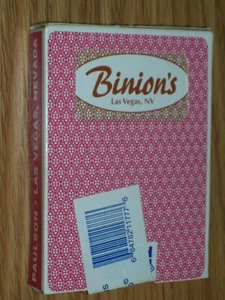 Binion's
Las Vegas, NV
PAULSON - LAS VEGAS, NEVADA